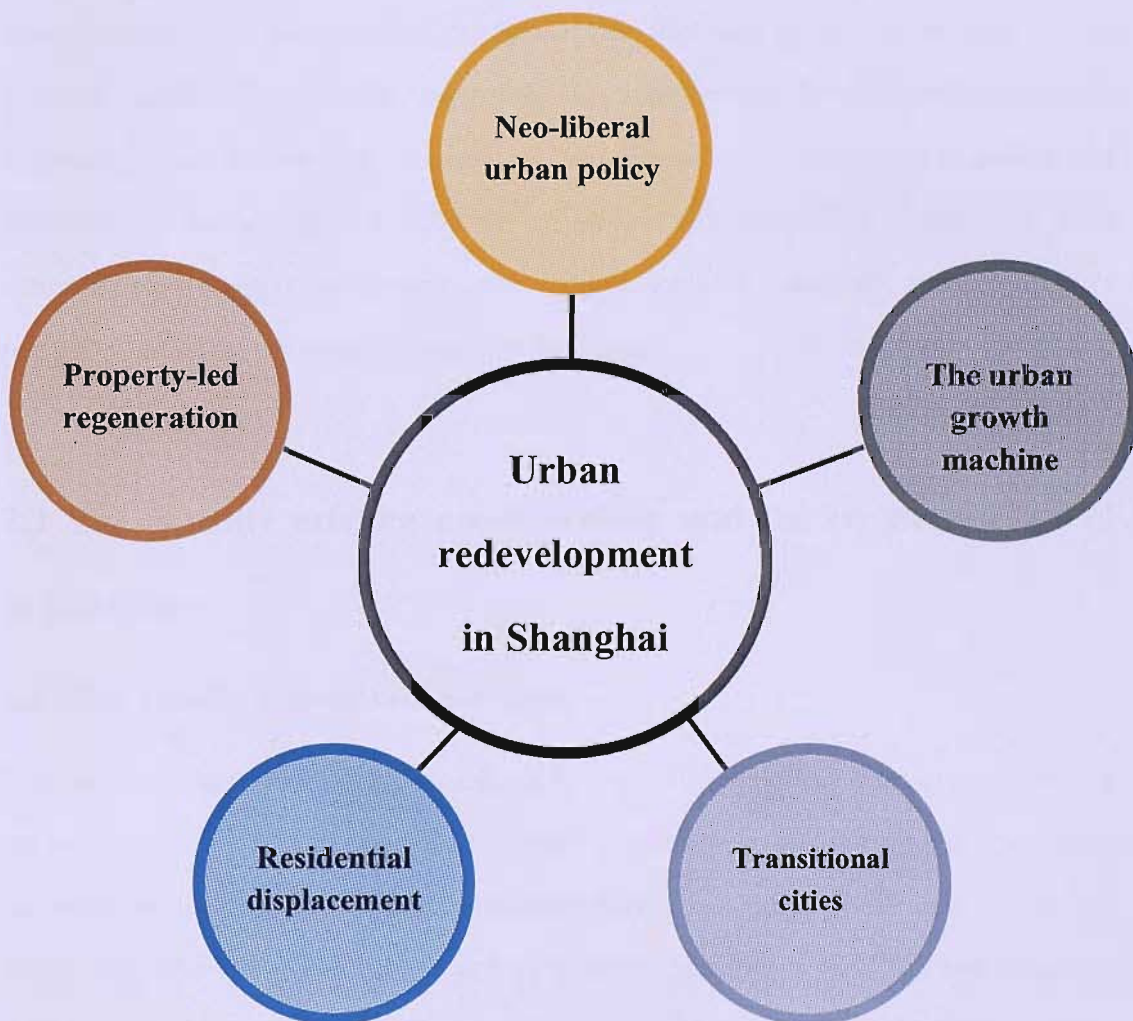 Neo-liberal
urban policy
Property-led
regeneration
The urban
growth
machine
Urban
redevelopment
in Shanghai
Residential
displacement
Transitional
cities